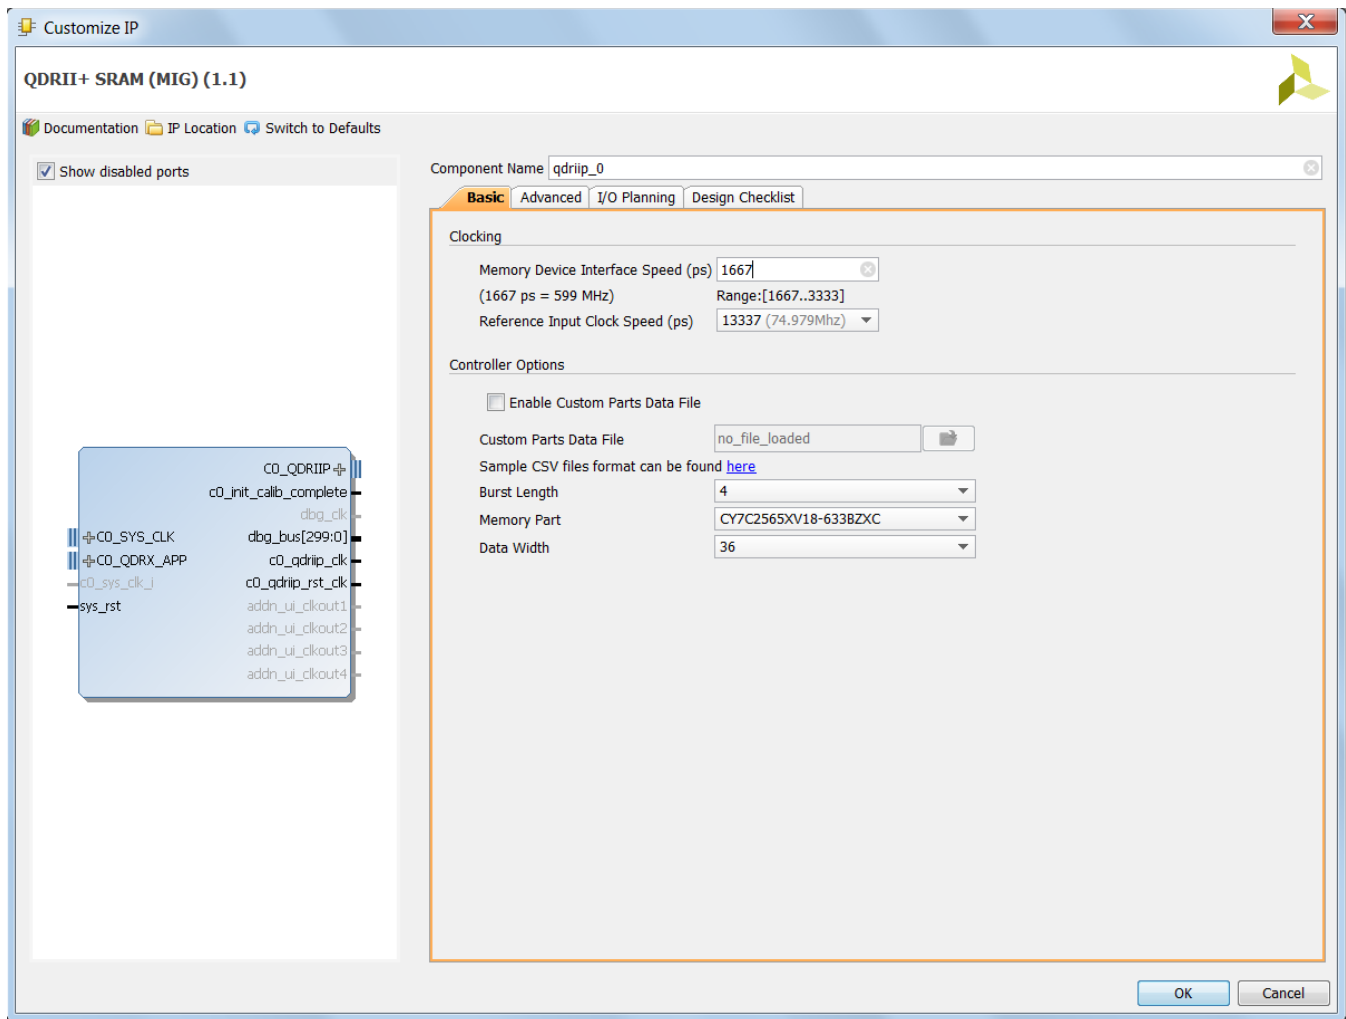 Customize IP
QDRII+ SRAM (MIG) (1.1)
Documentation IP Location Switch to Defaults
Show disabled ports
C0_QDRIIP
c0_init_calib_complete
dbg_clk
C0_SYS_CLK dbg_bus[299:0]
C0_QDRX_APP c0_qdriip_clk
c0_sys_clk_i c0_qdriip_rst_clk
sys_rst addn_ui_clkout1
addn_ui_clkout2
addn_ui_clkout3
addn_ui_clkout4
Component Name qdriip_0
Basic Advanced I/O Planning Design Checklist
Clocking
Memory Device Interface Speed (ps) 1667
(1667 ps = 599 MHz) Range:[1667..3333]
Reference Input Clock Speed (ps) 13337 (74.979Mhz)
Controller Options
Enable Custom Parts Data File
Custom Parts Data File no_file_loaded
Sample CSV files format can be found here
Burst Length 4
Memory Part CY7C2565XV18-633BZXC
Data Width 36
OK Cancel